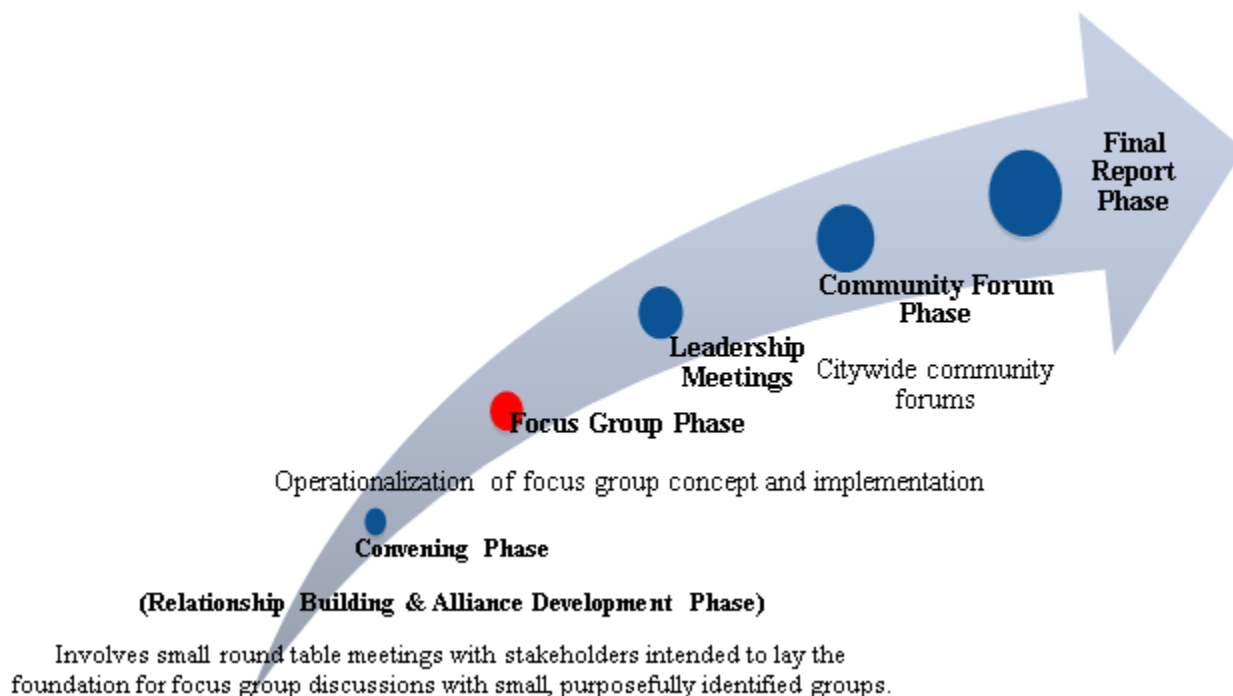 Final
Report
Phase
Community Forum
Phase
Citywide community
forums
Leadership
Meetings
Focus Group Phase
Operationalization of focus group concept and implementation
Convening Phase
(Relationship Building & Alliance Development Phase)
Involves small round table meetings with stakeholders intended to lay the
foundation for focus group discussions with small, purposefully identified groups.